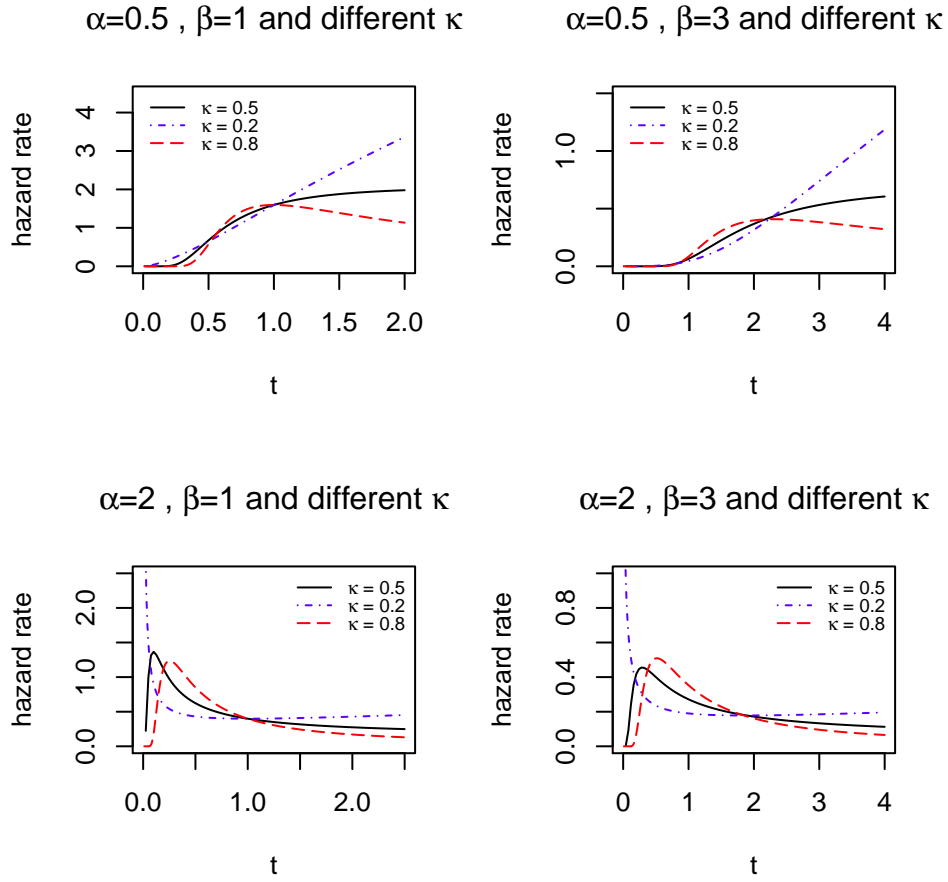 α=0.5 , β=1 and different κ
hazard rate
4
3
2
1
0
κ = 0.5
κ = 0.2
κ = 0.8
0.0 0.5 1.0 1.5 2.0
t
α=0.5 , β=3 and different κ
hazard rate
1.0
0.0
κ = 0.5
κ = 0.2
κ = 0.8
0 1 2 3 4
t
α=2 , β=1 and different κ
hazard rate
2.0
1.0
0.0
κ = 0.5
κ = 0.2
κ = 0.8
0.0 1.0 2.0
t
α=2 , β=3 and different κ
hazard rate
0.8
0.4
0.0
κ = 0.5
κ = 0.2
κ = 0.8
0 1 2 3 4
t